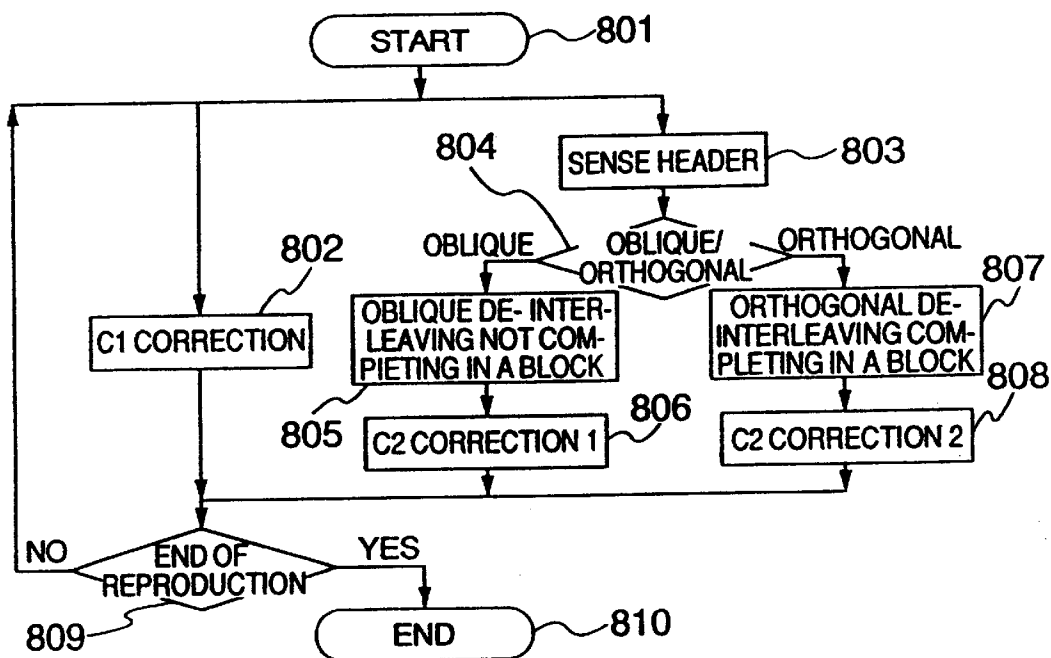 START
801
SENSE HEADER
803
804
OBLIQUE
OBLIQUE/
ORTHOGONAL
ORTHOGONAL
802
C1 CORRECTION
OBLIQUE DE- INTER-
LEAVING NOT COM-
PIETING IN A BLOCK
805
ORTHOGONAL DE-
INTERLEAVING COM-
PLETING IN A BLOCK
807
C2 CORRECTION 1
806
C2 CORRECTION 2
808
NO
END OF
REPRODUCTION
YES
809
END
810